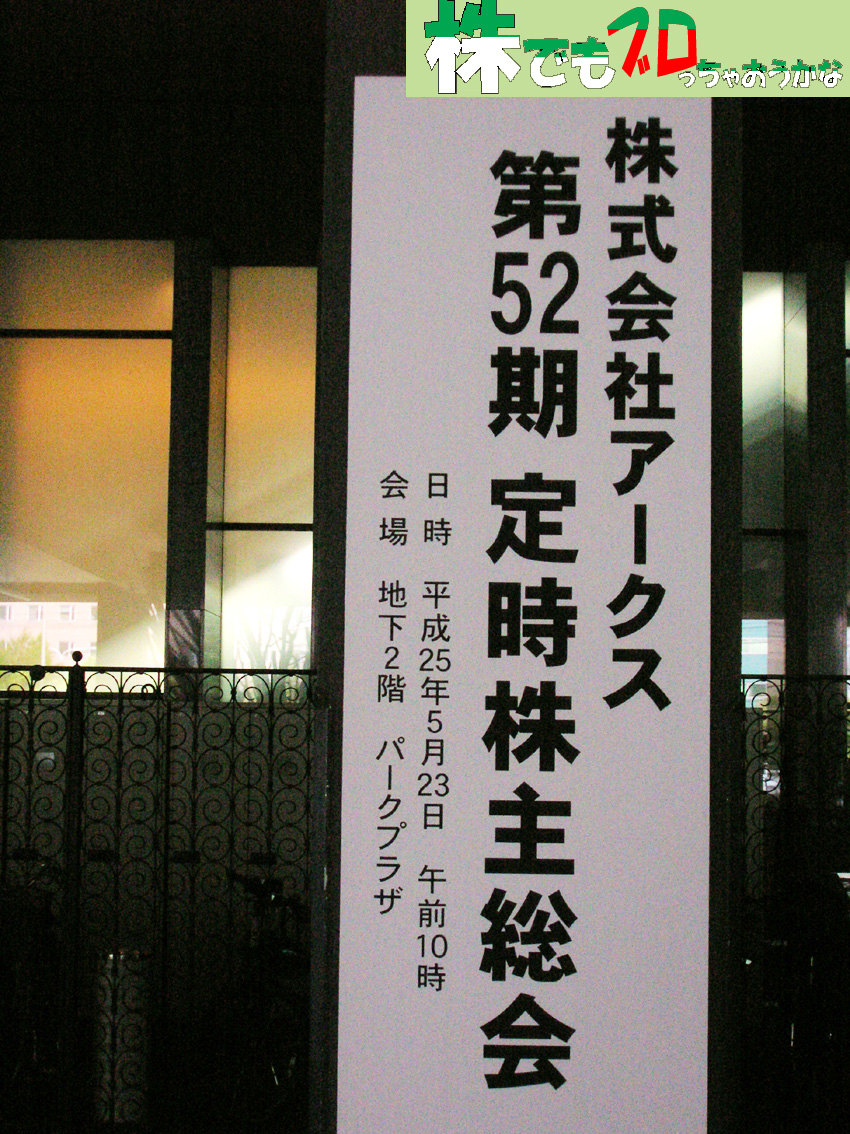 株でもブロっちゃおうかな
株式会社アークス
第52期 定時株主総会
日時 平成25年5月23日 午前10時
会場 地下2階 パークプラザ